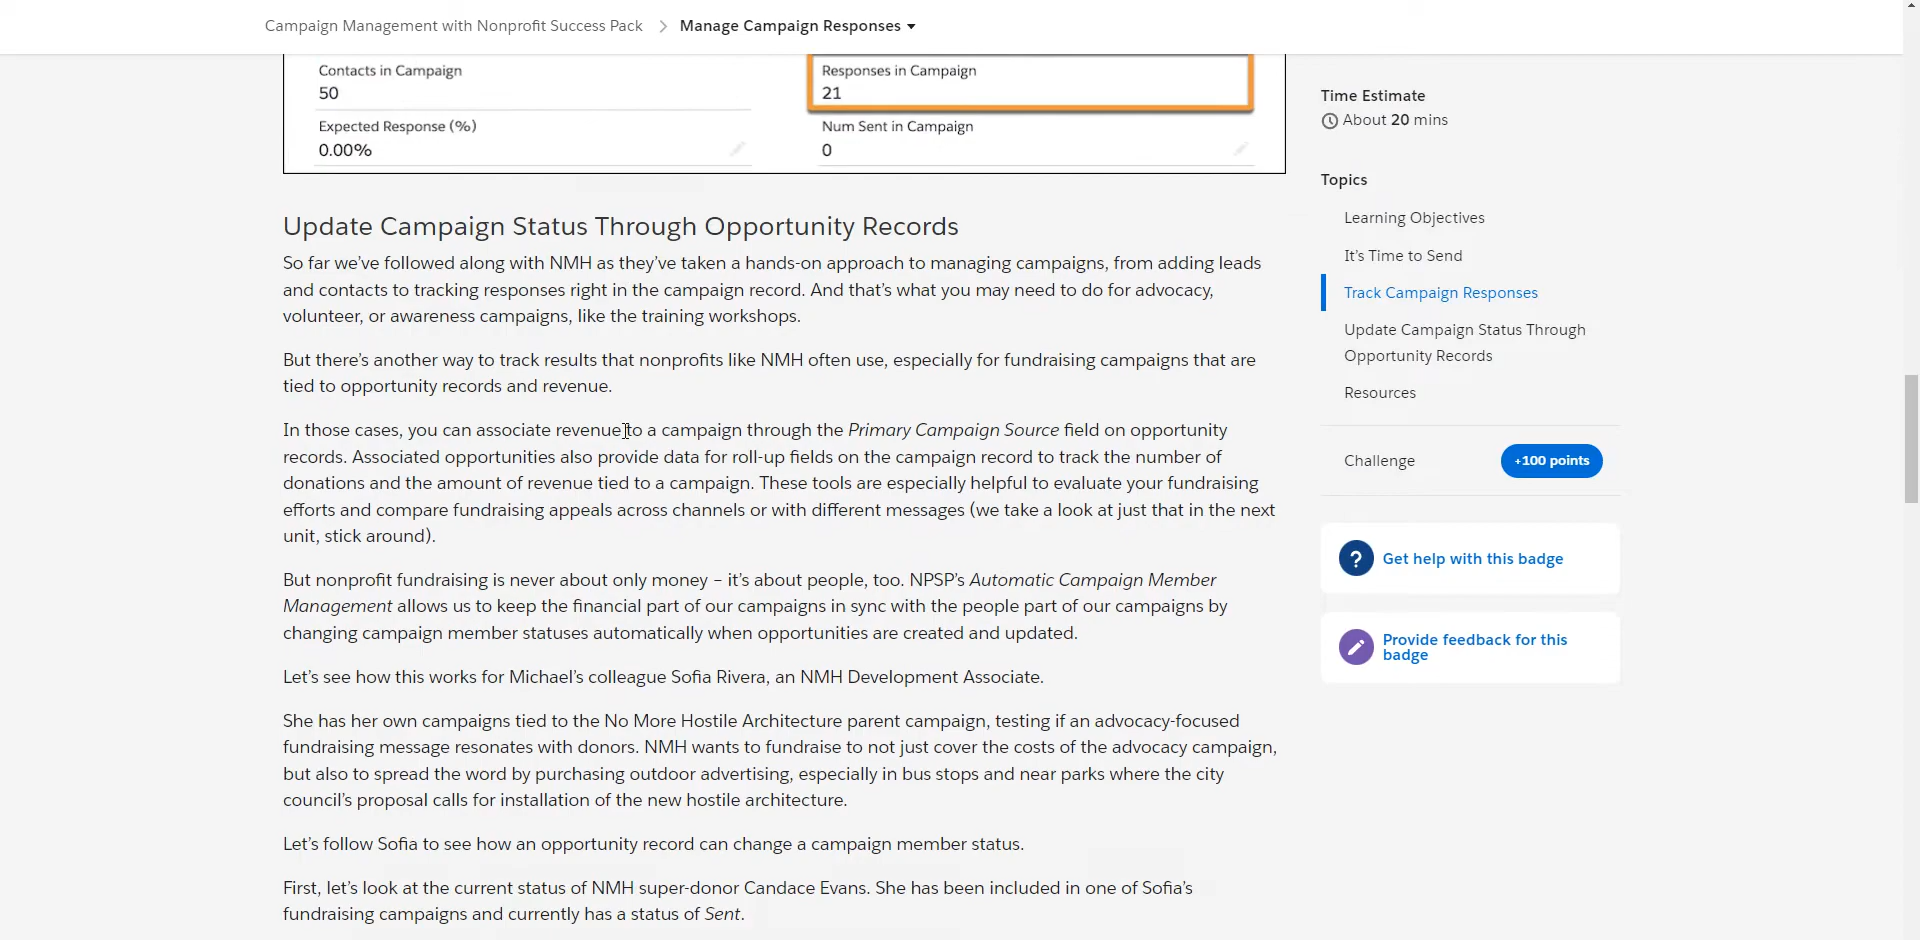 Campaign Management with Nonprofit Success Pack
Manage Campaign Responses
Contacts in Campaign
50
Responses in Campaign
21
Expected Response (%)
0.00%
Num Sent in Campaign
0
Update Campaign Status Through Opportunity Records
So far we’ve followed along with NMH as they’ve taken a hands-on approach to managing campaigns, from adding leads
and contacts to tracking responses right in the campaign record. And that’s what you may need to do for advocacy,
volunteer, or awareness campaigns, like the training workshops.
But there’s another way to track results that nonprofits like NMH often use, especially for fundraising campaigns that are
tied to opportunity records and revenue.
In those cases, you can associate revenue to a campaign through the Primary Campaign Source field on opportunity
records. Associated opportunities also provide data for roll-up fields on the campaign record to track the number of
donations and the amount of revenue tied to a campaign. These tools are especially helpful to evaluate your fundraising
efforts and compare fundraising appeals across channels or with different messages (we take a look at just that in the next
unit, stick around).
But nonprofit fundraising is never about only money – it’s about people, too. NPSP’s Automatic Campaign Member
Management allows us to keep the financial part of our campaigns in sync with the people part of our campaigns by
changing campaign member statuses automatically when opportunities are created and updated.
Let’s see how this works for Michael’s colleague Sofia Rivera, an NMH Development Associate.
She has her own campaigns tied to the No More Hostile Architecture parent campaign, testing if an advocacy-focused
fundraising message resonates with donors. NMH wants to fundraise to not just cover the costs of the advocacy campaign,
but also to spread the word by purchasing outdoor advertising, especially in bus stops and near parks where the city
council’s proposal calls for installation of the new hostile architecture.
Let’s follow Sofia to see how an opportunity record can change a campaign member status.
First, let’s look at the current status of NMH super-donor Candace Evans. She has been included in one of Sofia’s
fundraising campaigns and currently has a status of Sent.
Time Estimate
About 20 mins
Topics
Learning Objectives
It’s Time to Send
Track Campaign Responses
Update Campaign Status Through
Opportunity Records
Resources
Challenge
+100 points
Get help with this badge
Provide feedback for this
badge